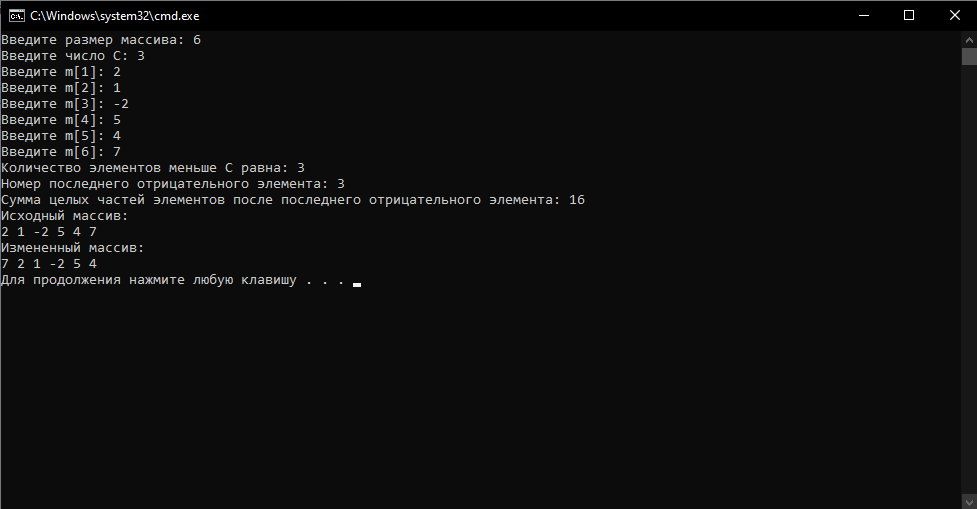 C:\Windows\system32\cmd.exe
Введите размер массива: 6
Введите число C: 3
Введите m[1]: 2
Введите m[2]: 1
Введите m[3]: -2
Введите m[4]: 5
Введите m[5]: 4
Введите m[6]: 7
Количество элементов меньше C равна: 3
Номер последнего отрицательного элемента: 3
Сумма целых частей элементов после последнего отрицательного элемента: 16
Исходный массив:
2 1 -2 5 4 7
Измененный массив:
7 2 1 -2 5 4
Для продолжения нажмите любую клавишу . . .